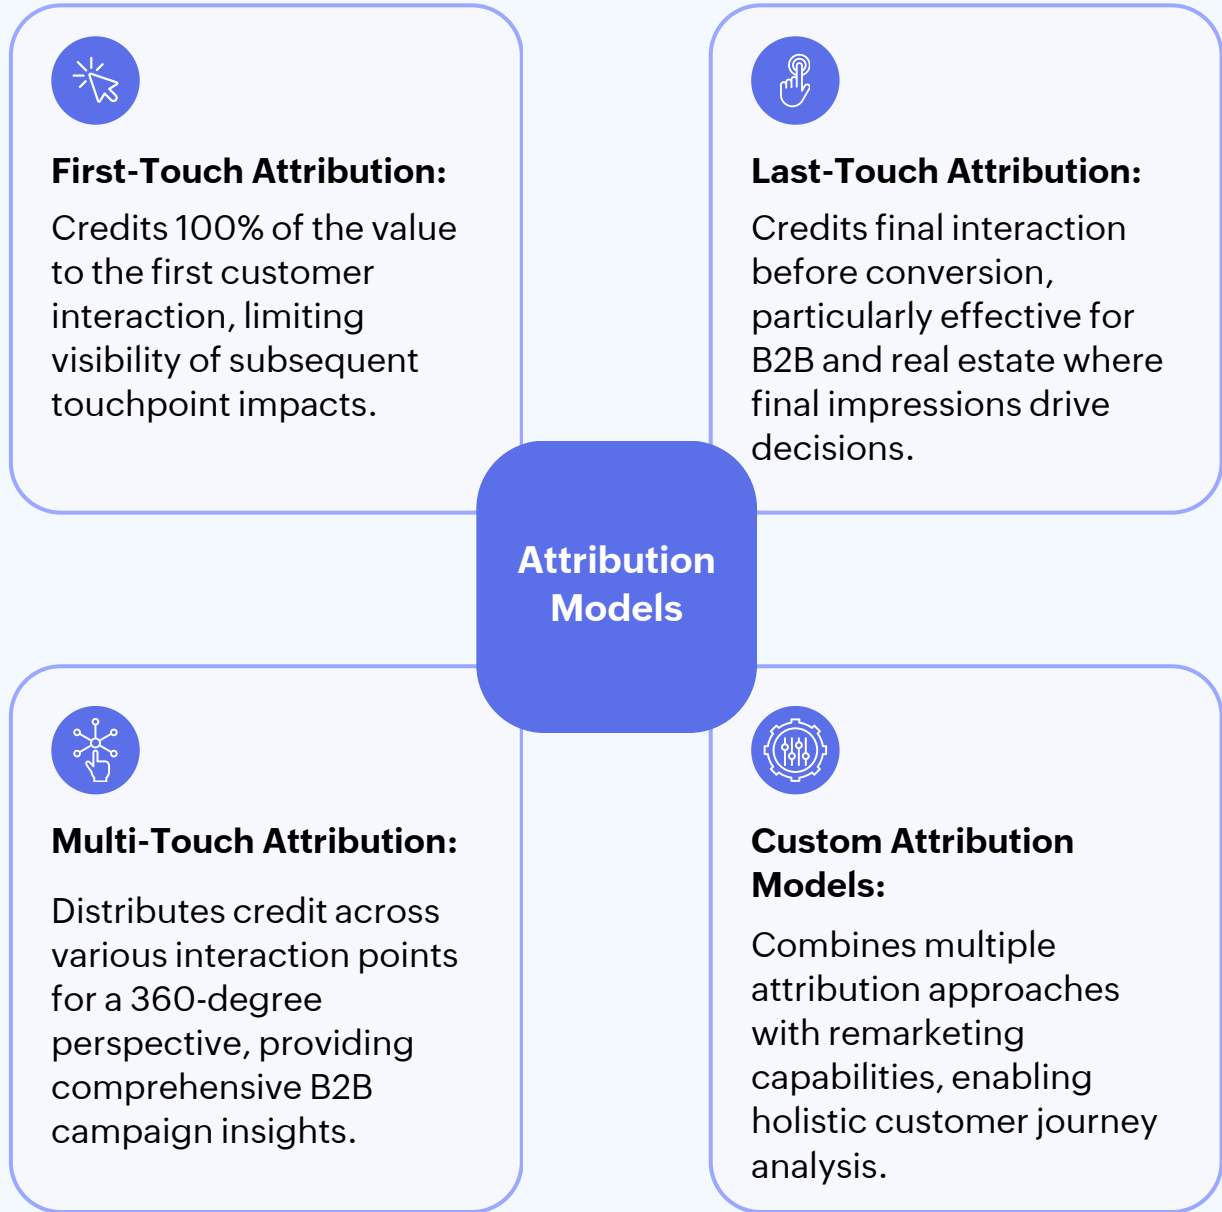 First-Touch Attribution:
Credits 100% of the value
to the first customer
interaction, limiting
visibility of subsequent
touchpoint impacts.
Last-Touch Attribution:
Credits final interaction
before conversion,
particularly effective for
B2B and real estate where
final impressions drive
decisions.
Attribution
Models
Multi-Touch Attribution:
Distributes credit across
various interaction points
for a 360-degree
perspective, providing
comprehensive B2B
campaign insights.
Custom Attribution
Models:
Combines multiple
attribution approaches
with remarketing
capabilities, enabling
holistic customer journey
analysis.